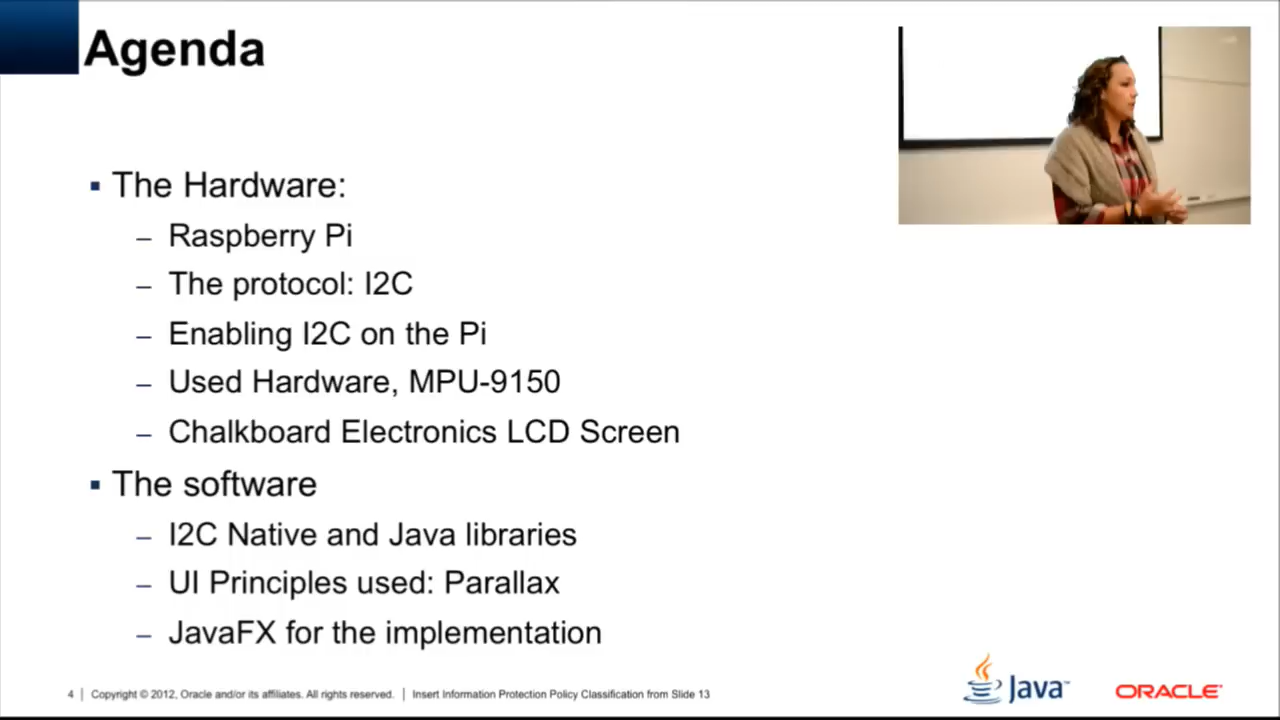 Agenda
▪ The Hardware:
– Raspberry Pi
– The protocol: I2C
– Enabling I2C on the Pi
– Used Hardware, MPU-9150
– Chalkboard Electronics LCD Screen
▪ The software
– I2C Native and Java libraries
– UI Principles used: Parallax
– JavaFX for the implementation
4 | Copyright © 2012, Oracle and/or its affiliates. All rights reserved. | Insert Information Protection Policy Classification from Slide 13
Java™
ORACLE®